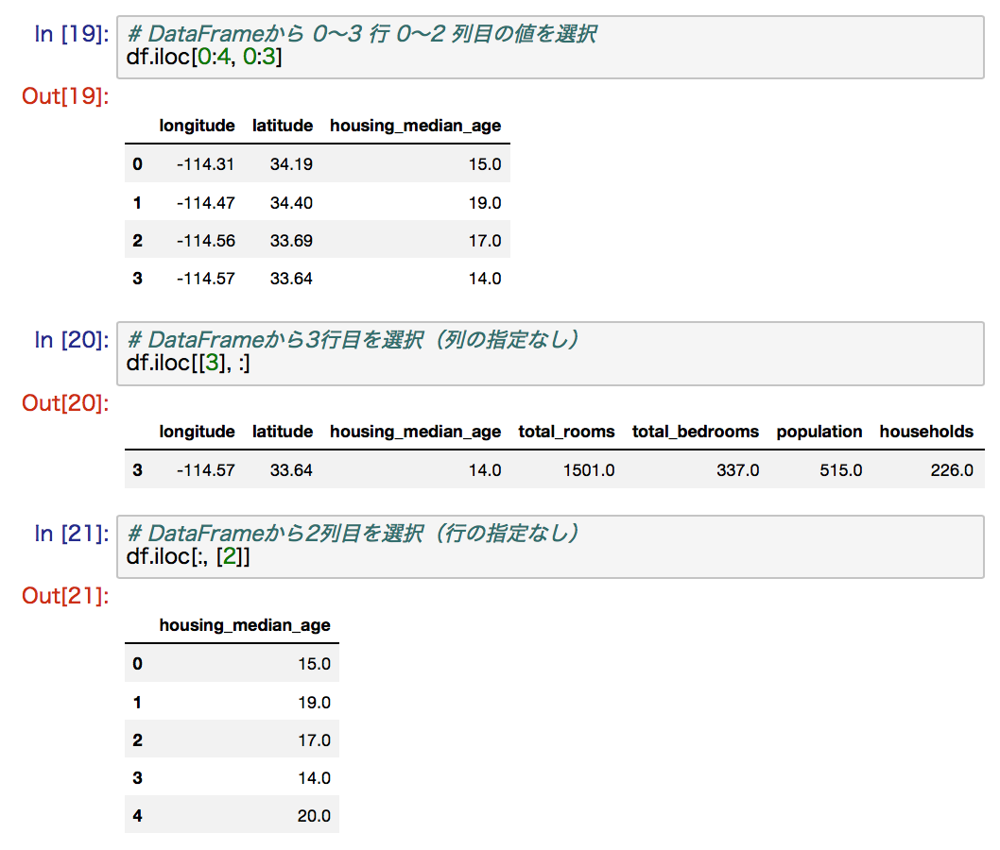 In [19]: # DataFrameから 0〜3 行 0〜2 列目の値を選択
df.iloc[0:4, 0:3]
Out[19]:
longitude latitude housing_median_age
0 -114.31 34.19 15.0
1 -114.47 34.40 19.0
2 -114.56 33.69 17.0
3 -114.57 33.64 14.0
In [20]: # DataFrameから3行目を選択（列の指定なし）
df.iloc[[3], :]
Out[20]:
longitude latitude housing_median_age total_rooms total_bedrooms population households
3 -114.57 33.64 14.0 1501.0 337.0 515.0 226.0
In [21]: # DataFrameから2列目を選択（行の指定なし）
df.iloc[:, [2]]
Out[21]:
housing_median_age
0 15.0
1 19.0
2 17.0
3 14.0
4 20.0